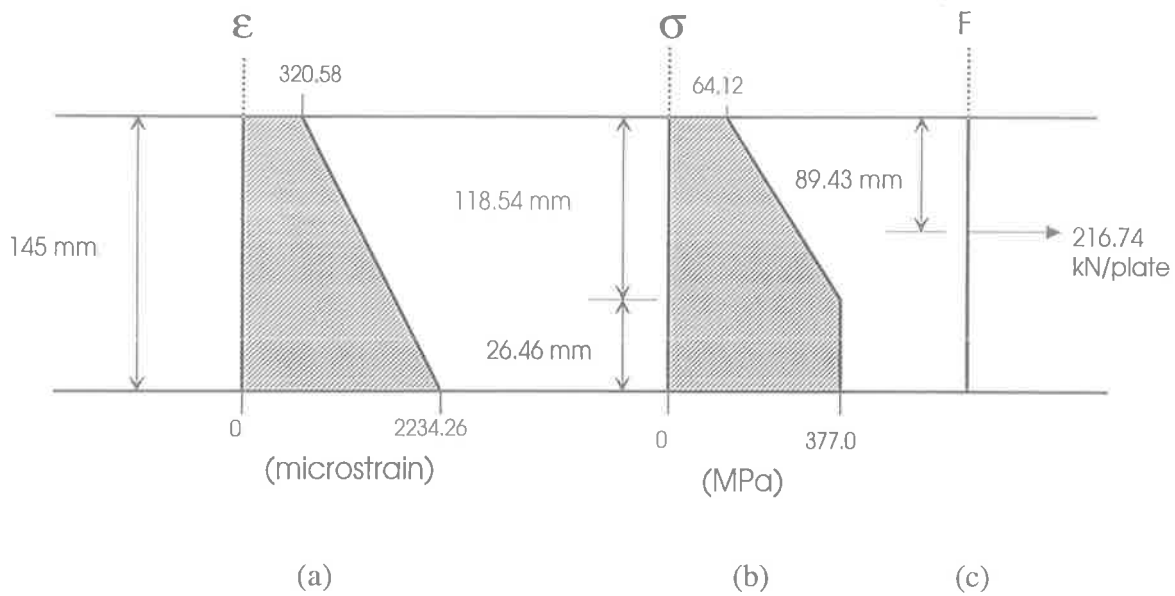 ε
σ
F
320.58
64.12
145 mm
118.54 mm
89.43 mm
216.74
kN/plate
26.46 mm
0
2234.26
0
377.0
(microstrain)
(MPa)
(a)
(b)
(c)